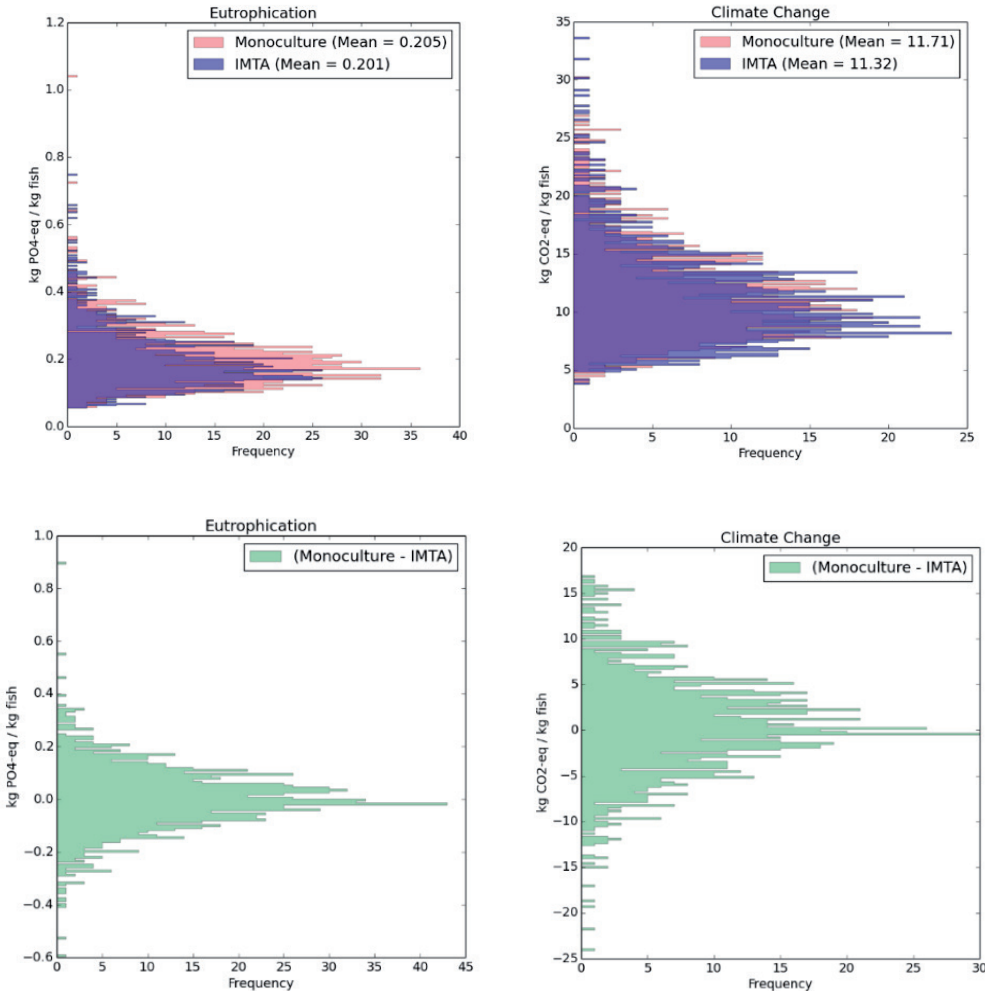 Eutrophication
1.2
1.0
0.8
0.6
0.4
0.2
0.0
kg PO4-eq / kg fish
Monoculture (Mean = 0.205)
IMTA (Mean = 0.201)
0 5 10 15 20 25 30 35 40
Frequency
Climate Change
35
30
25
20
15
10
5
0
kg CO2-eq / kg fish
Monoculture (Mean = 11.71)
IMTA (Mean = 11.32)
0 5 10 15 20 25
Frequency
Eutrophication
1.0
0.8
0.6
0.4
0.2
0.0
−0.2
−0.4
−0.6
kg PO4-eq / kg fish
(Monoculture - IMTA)
0 5 10 15 20 25 30 35 40 45
Frequency
Climate Change
20
15
10
5
0
−5
−10
−15
−20
−25
kg CO2-eq / kg fish
(Monoculture - IMTA)
0 5 10 15 20 25 30
Frequency